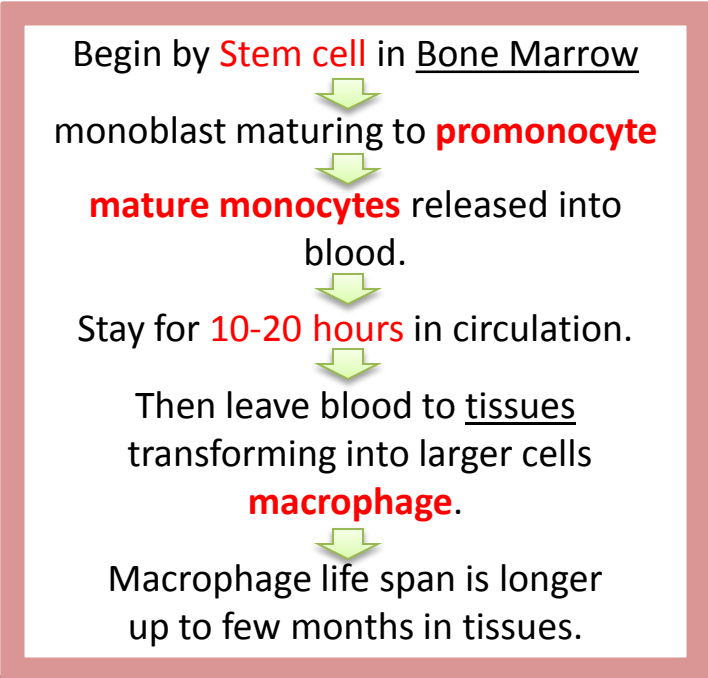 Begin by Stem cell in Bone Marrow
monoblast maturing to promonocyte
mature monocytes released into
blood.
Stay for 10-20 hours in circulation.
Then leave blood to tissues
transforming into larger cells
macrophage.
Macrophage life span is longer
up to few months in tissues.